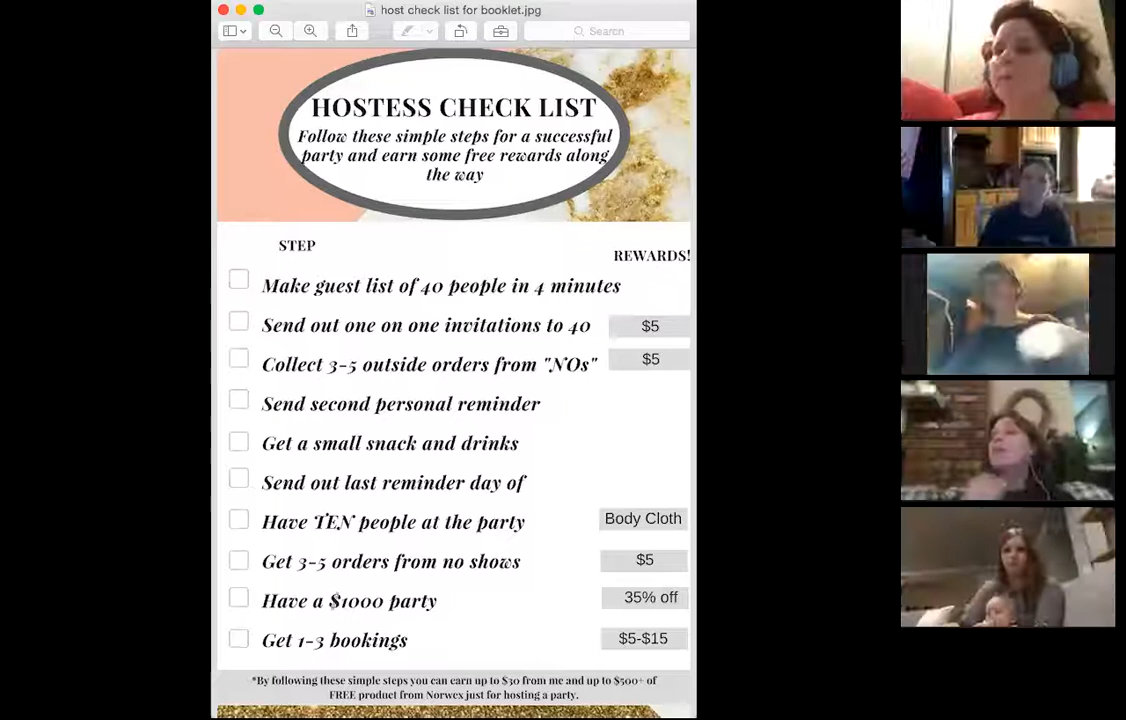 host check list for booklet.jpg
Search
HOSTESS CHECK LIST
Follow these simple steps for a successful
party and earn some free rewards along
the way
STEP
REWARDS!
Make guest list of 40 people in 4 minutes
Send out one on one invitations to 40 $5
Collect 3-5 outside orders from "NOs" $5
Send second personal reminder
Get a small snack and drinks
Send out last reminder day of
Have TEN people at the party Body Cloth
Get 3-5 orders from no shows $5
Have a $1000 party 35% off
Get 1-3 bookings $5-$15
*By following these simple steps you can earn up to $30 from me and up to $500+ of
FREE product from Norwex just for hosting a party.